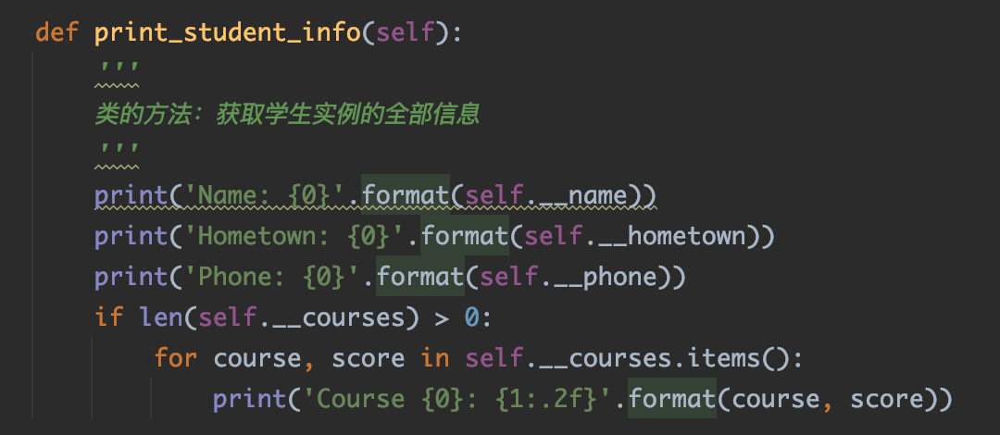 def print_student_info(self):
'''
类的方法：获取学生实例的全部信息
'''
print('Name: {0}'.format(self.__name))
print('Hometown: {0}'.format(self.__hometown))
print('Phone: {0}'.format(self.__phone))
if len(self.__courses) > 0:
for course, score in self.__courses.items():
print('Course {0}: {1:.2f}'.format(course, score))